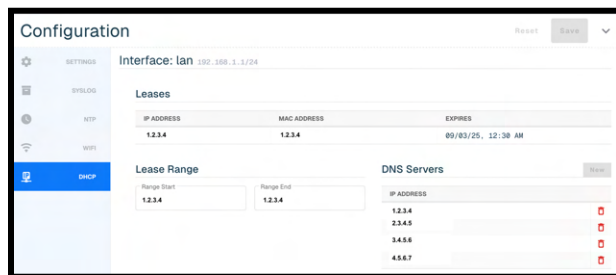 Configuration
Reset Save
SETTINGS
SYSLOG
NTP
WIFI
DHCP
Interface: lan 192.168.1.1/24
Leases
IP ADDRESS MAC ADDRESS EXPIRES
1.2.3.4 1.2.3.4 09/03/25, 12:30 AM
Lease Range
Range Start Range End
1.2.3.4 1.2.3.4
DNS Servers New
IP ADDRESS
1.2.3.4
2.3.4.5
3.4.5.6
4.5.6.7